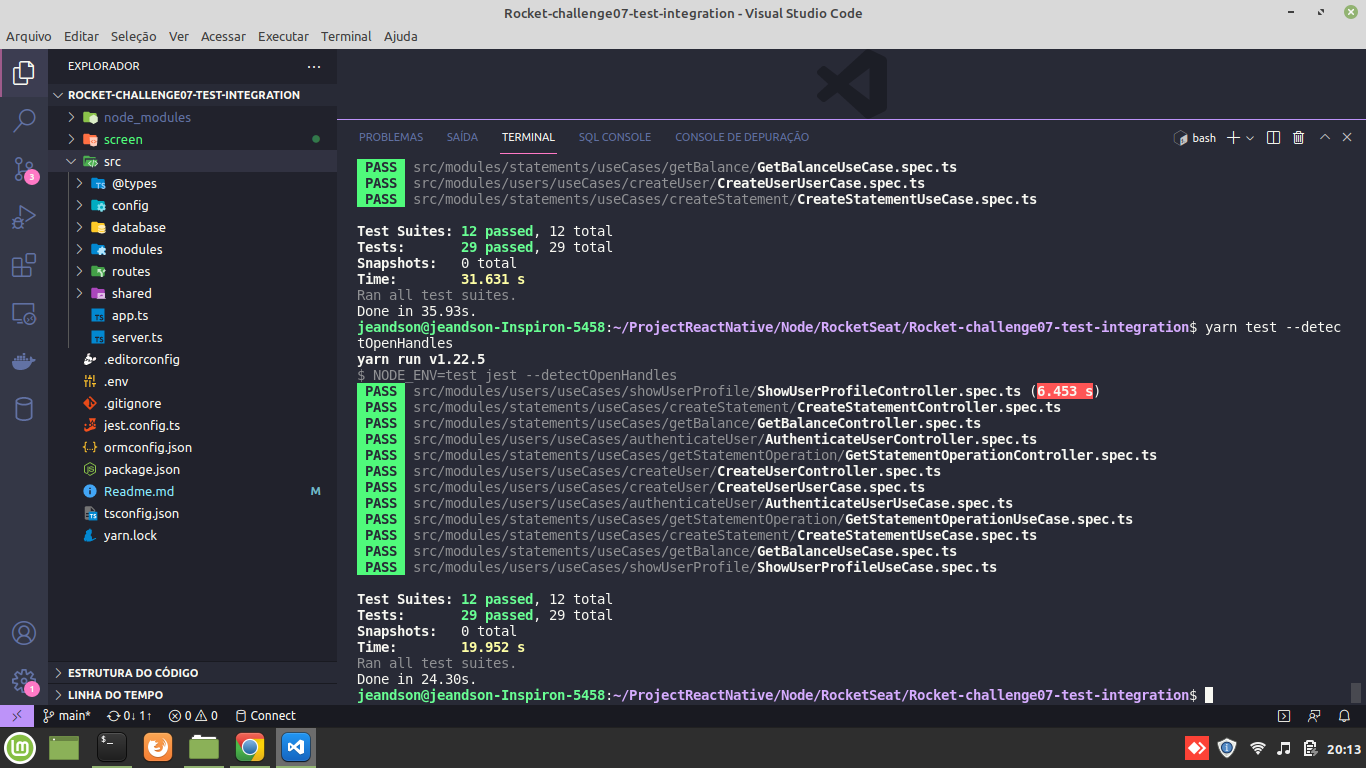 Rocket-challenge07-test-integration - Visual Studio Code
Arquivo Editar Seleção Ver Acessar Executar Terminal Ajuda
EXPLORADOR
ROCKET-CHALLENGE07-TEST-INTEGRATION
node_modules
screen
src
@types
config
database
modules
routes
shared
app.ts
server.ts
.editorconfig
.env
.gitignore
jest.config.ts
ormconfig.json
package.json
Readme.md M
tsconfig.json
yarn.lock
ESTRUTURA DO CÓDIGO
LINHA DO TEMPO
3
1
PROBLEMAS SAÍDA TERMINAL SQL CONSOLE CONSOLE DE DEPURAÇÃO bash
PASS src/modules/statements/useCases/getBalance/GetBalanceUseCase.spec.ts
PASS src/modules/users/useCases/createUser/CreateUserUserCase.spec.ts
PASS src/modules/statements/useCases/createStatement/CreateStatementUseCase.spec.ts
Test Suites: 12 passed, 12 total
Tests: 29 passed, 29 total
Snapshots: 0 total
Time: 31.631 s
Ran all test suites.
Done in 35.93s.
jeandson@jeandson-Inspiron-5458:~/ProjectReactNative/Node/RocketSeat/Rocket-challenge07-test-integration$ yarn test --detec
tOpenHandles
yarn run v1.22.5
$ NODE_ENV=test jest --detectOpenHandles
PASS src/modules/users/useCases/showUserProfile/ShowUserProfileController.spec.ts (6.453 s)
PASS src/modules/statements/useCases/createStatement/CreateStatementController.spec.ts
PASS src/modules/statements/useCases/getBalance/GetBalanceController.spec.ts
PASS src/modules/users/useCases/authenticateUser/AuthenticateUserController.spec.ts
PASS src/modules/statements/useCases/getStatementOperation/GetStatementOperationController.spec.ts
PASS src/modules/users/useCases/createUser/CreateUserController.spec.ts
PASS src/modules/users/useCases/createUser/CreateUserUserCase.spec.ts
PASS src/modules/users/useCases/authenticateUser/AuthenticateUserUseCase.spec.ts
PASS src/modules/statements/useCases/getStatementOperation/GetStatementOperationUseCase.spec.ts
PASS src/modules/statements/useCases/createStatement/CreateStatementUseCase.spec.ts
PASS src/modules/statements/useCases/getBalance/GetBalanceUseCase.spec.ts
PASS src/modules/users/useCases/showUserProfile/ShowUserProfileUseCase.spec.ts
Test Suites: 12 passed, 12 total
Tests: 29 passed, 29 total
Snapshots: 0 total
Time: 19.952 s
Ran all test suites.
Done in 24.30s.
jeandson@jeandson-Inspiron-5458:~/ProjectReactNative/Node/RocketSeat/Rocket-challenge07-test-integration$
main* 0↓ 1↑ 0 0 Connect
20:13